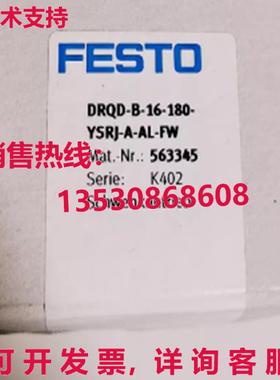 术支持
FESTO
DRQD-B-16-180-
YSRJ-A-AL-FW
销售热线:
Mat.-Nr.: 563345
13530868608
Serie: K402
可开发票,详询客服